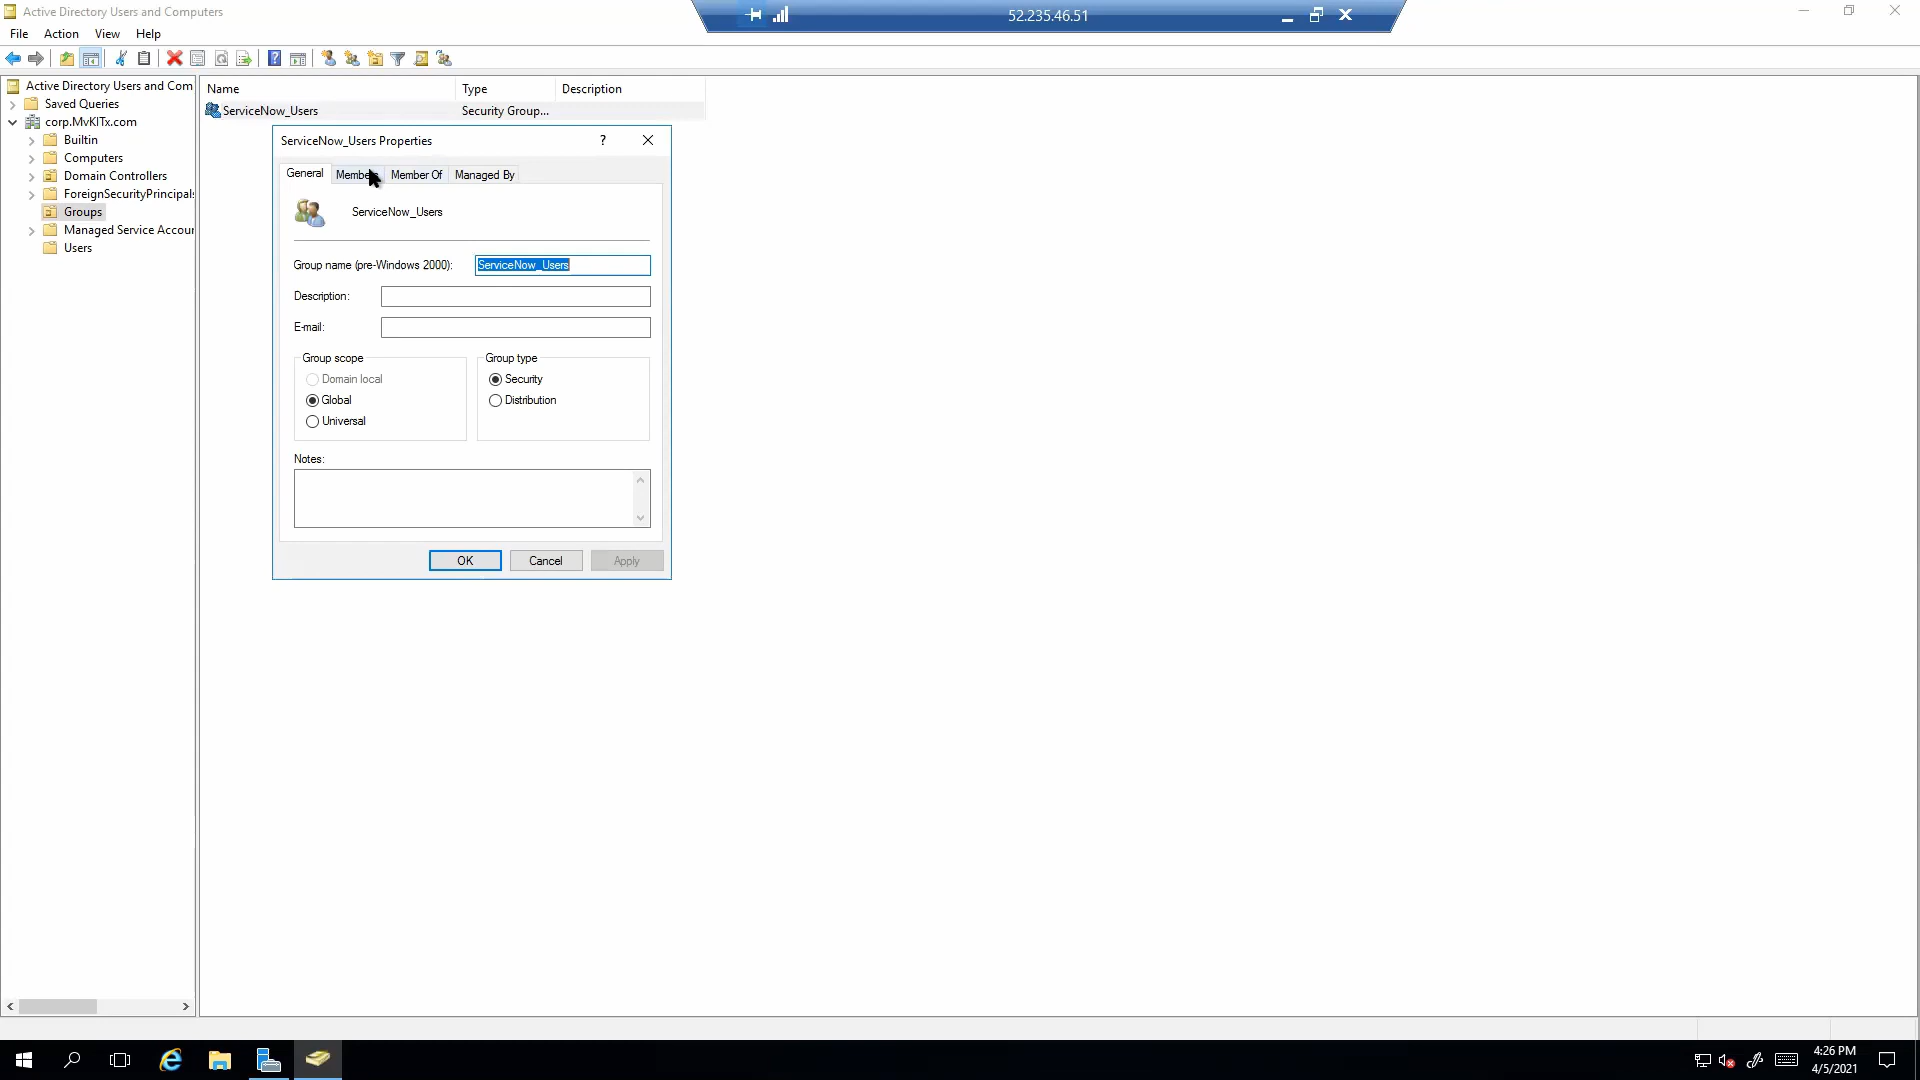 Active Directory Users and Computers
52.235.46.51
File Action View Help
Active Directory Users and Com
Saved Queries
corp.MvKITx.com
Builtin
Computers
Domain Controllers
ForeignSecurityPrincipals
Groups
Managed Service Accour
Users
Name Type Description
ServiceNow_Users Security Group...
ServiceNow_Users Properties ?
General Members Member Of Managed By
ServiceNow_Users
Group name (pre-Windows 2000): ServiceNow_Users
Description:
E-mail:
Group scope
Domain local
Global
Universal
Group type
Security
Distribution
Notes:
OK Cancel Apply
4:26 PM
4/5/2021